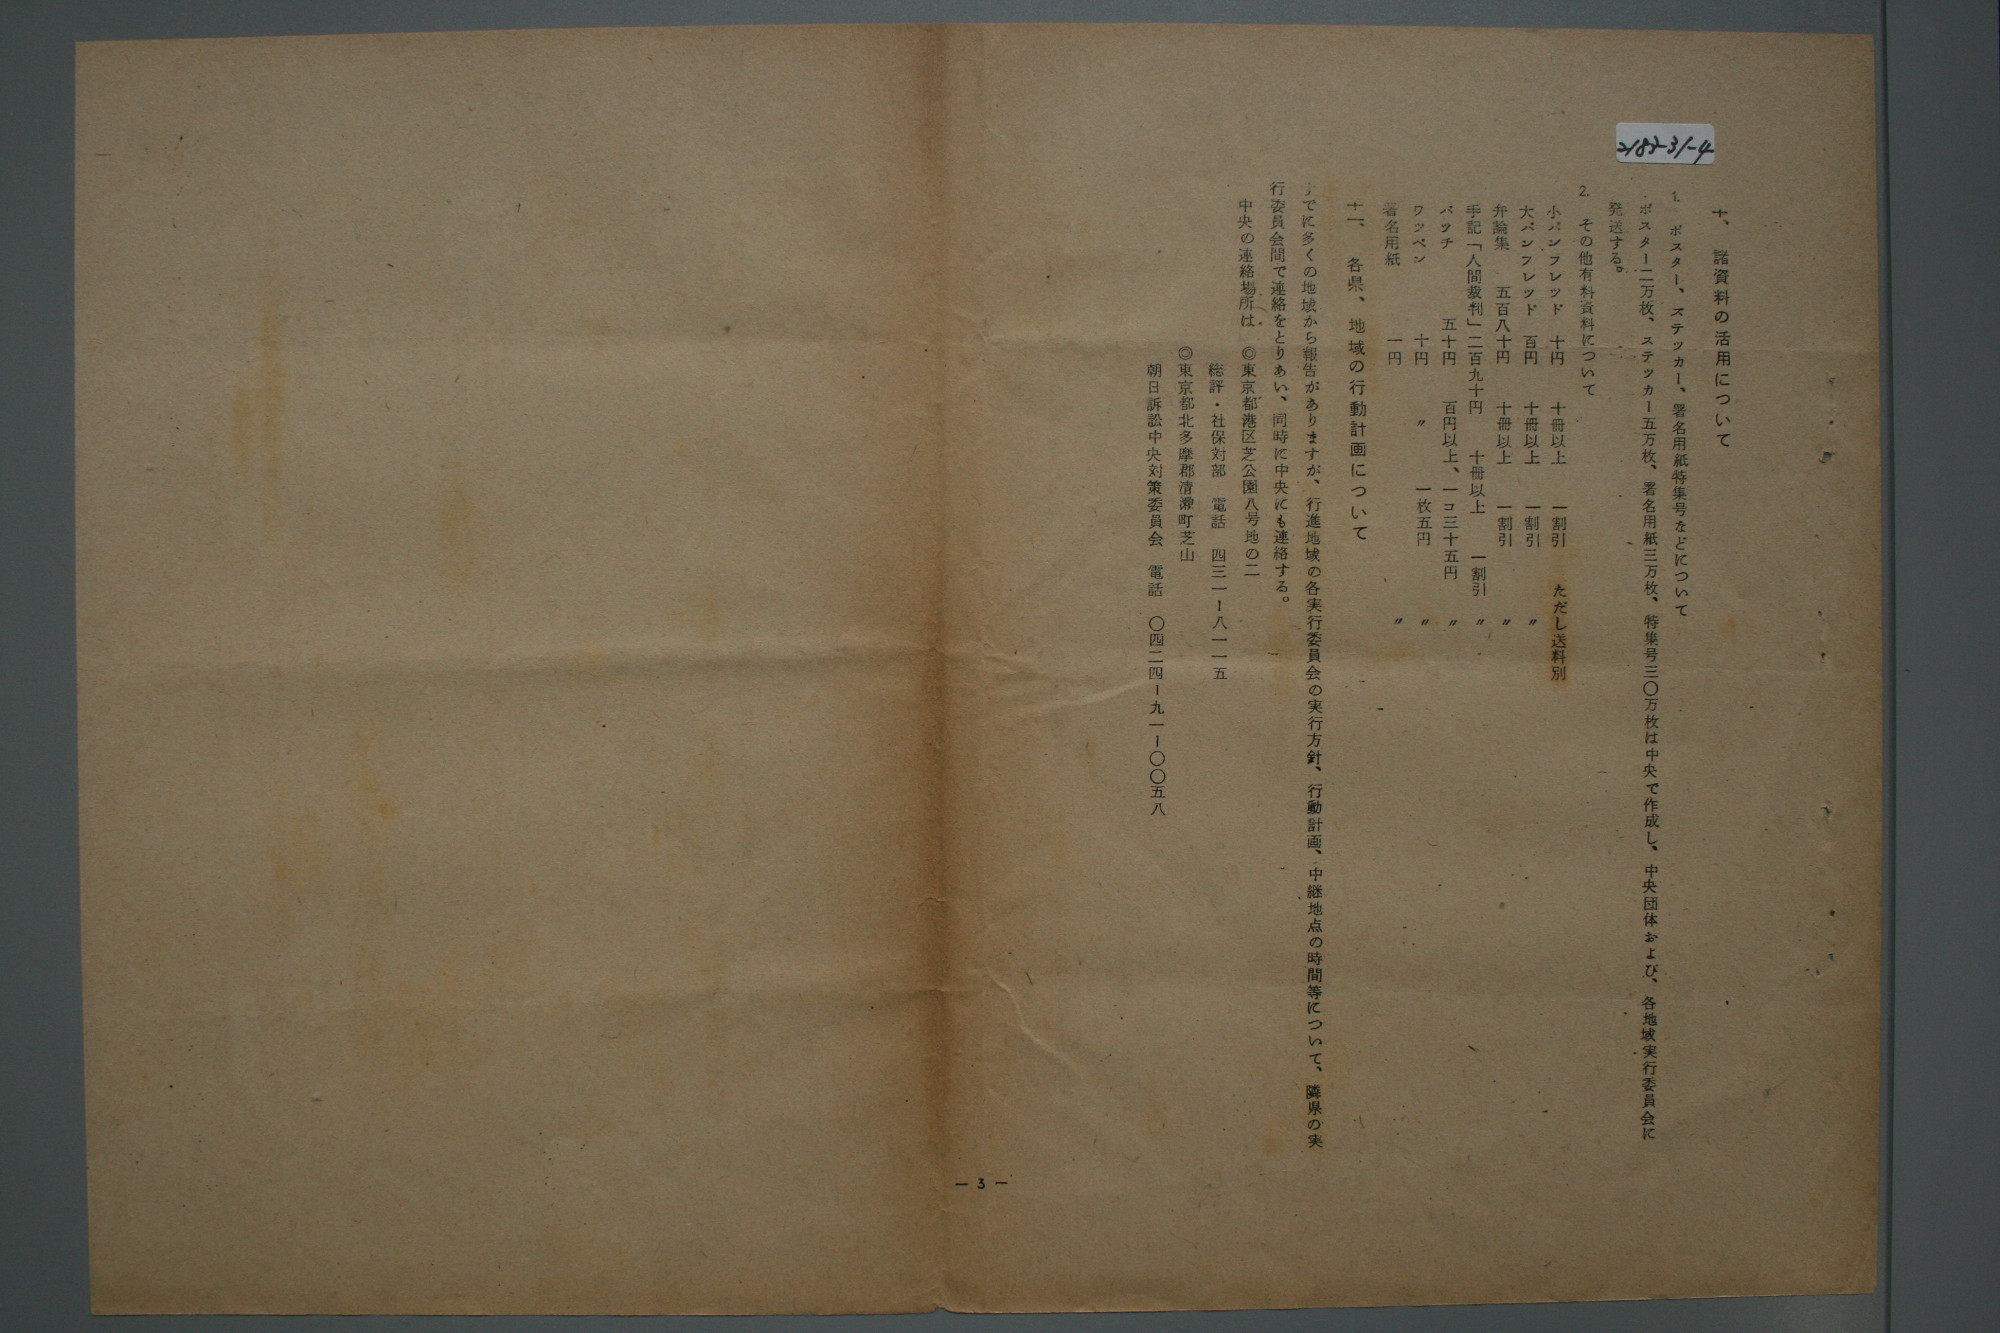 2182-31-4
十、諸資料の活用について
1. ポスター、ステッカー、署名用紙特集号などについて
ポスター二万枚、ステッカー五万枚、署名用紙三万枚、特集号三〇万枚は中央で作成し、中央団体および、各地域実行委員会に
発送する。
2. その他有料資料について
小パンフレツド 十円 十冊以上 一割引 ただし送料別
大パンフレツド 百円 十冊以上 一割引 〃
弁論集 五百八十円 十冊以上 一割引 〃
手記「人間裁判」二百九十円 十冊以上 一割引 〃
バツチ 五十円 百円以上、一コ三十五円 〃
ワツペン 十円 〃 一枚五円 〃
署名用紙 一円 〃
十一、各県、地域の行動計画について
すでに多くの地域から報告がありますが、行進地域の各実行委員会の実行方針、行動計画、中継地点の時間等について、隣県の実
行委員会間で連絡をとりあい、同時に中央にも連絡する。
中央の連絡場所は、◎東京都港区芝公園八号地の二
総評・社保対部 電話 四三一ー八一一五
◎東京都北多摩郡清瀬町芝山
朝日訴訟中央対策委員会 電話 〇四二四ー九一ー〇〇五八
― 3 ―